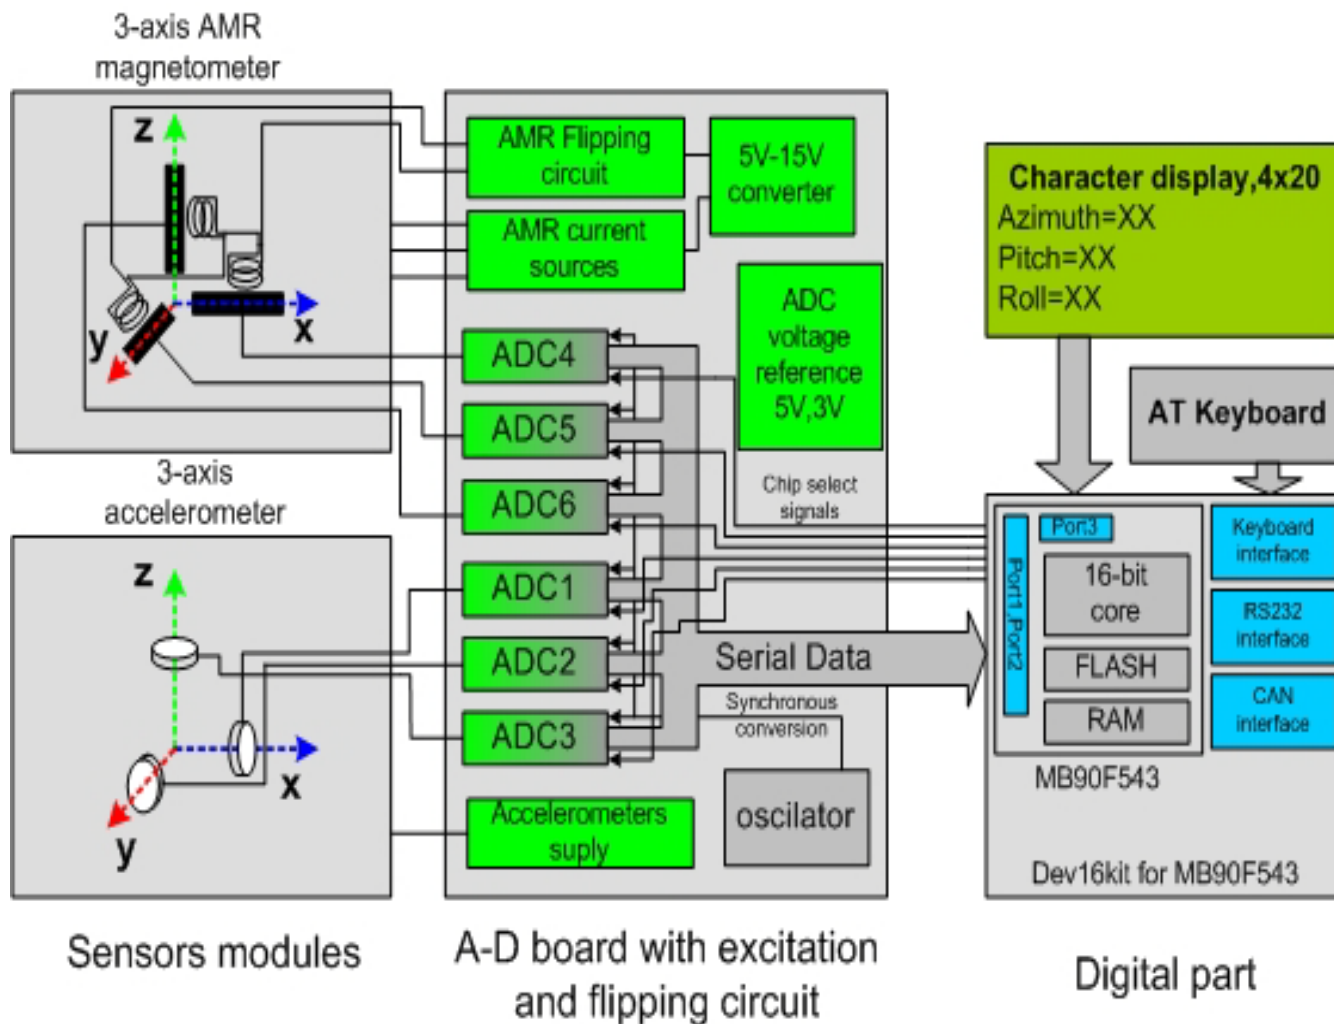 3-axis AMR
magnetometer
z
y
x
3-axis
accelerometer
z
x
y
Sensors modules
AMR Flipping
circuit
5V-15V
converter
AMR current
sources
ADC
voltage
reference
5V,3V
ADC4
ADC5
ADC6
ADC1
ADC2
ADC3
Chip select
signals
Serial Data
Synchronous
conversion
oscilator
Accelerometers
suply
A-D board with excitation
and flipping circuit
Character display,4x20
Azimuth=XX
Pitch=XX
Roll=XX
AT Keyboard
Port1,Port2
Port3
16-bit
core
FLASH
RAM
MB90F543
Keyboard
interface
RS232
interface
CAN
interface
Dev16kit for MB90F543
Digital part